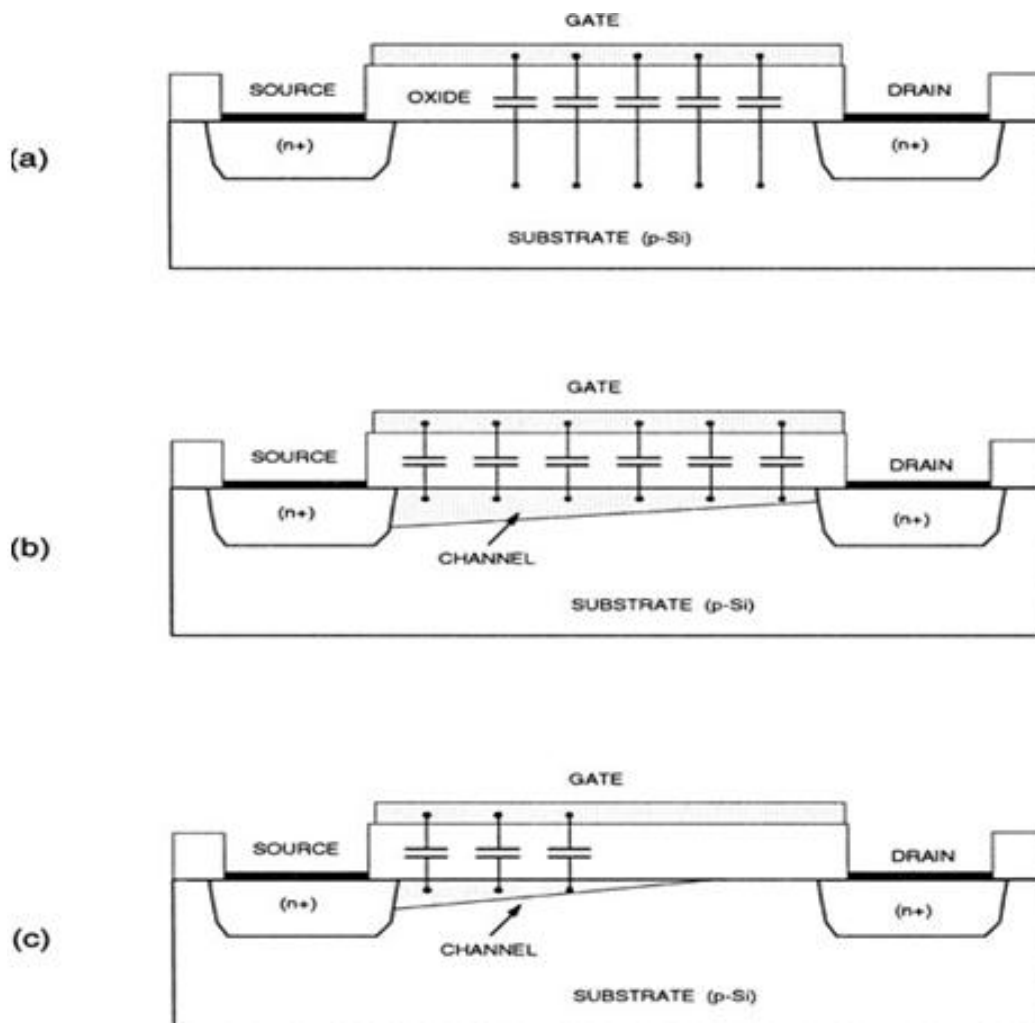 GATE
SOURCE
OXIDE
DRAIN
(n+)
(n+)
(a)
SUBSTRATE (p-Si)
GATE
SOURCE
DRAIN
(n+)
(n+)
(b)
CHANNEL
SUBSTRATE (p-Si)
GATE
SOURCE
DRAIN
(n+)
(n+)
(c)
CHANNEL
SUBSTRATE (p-Si)